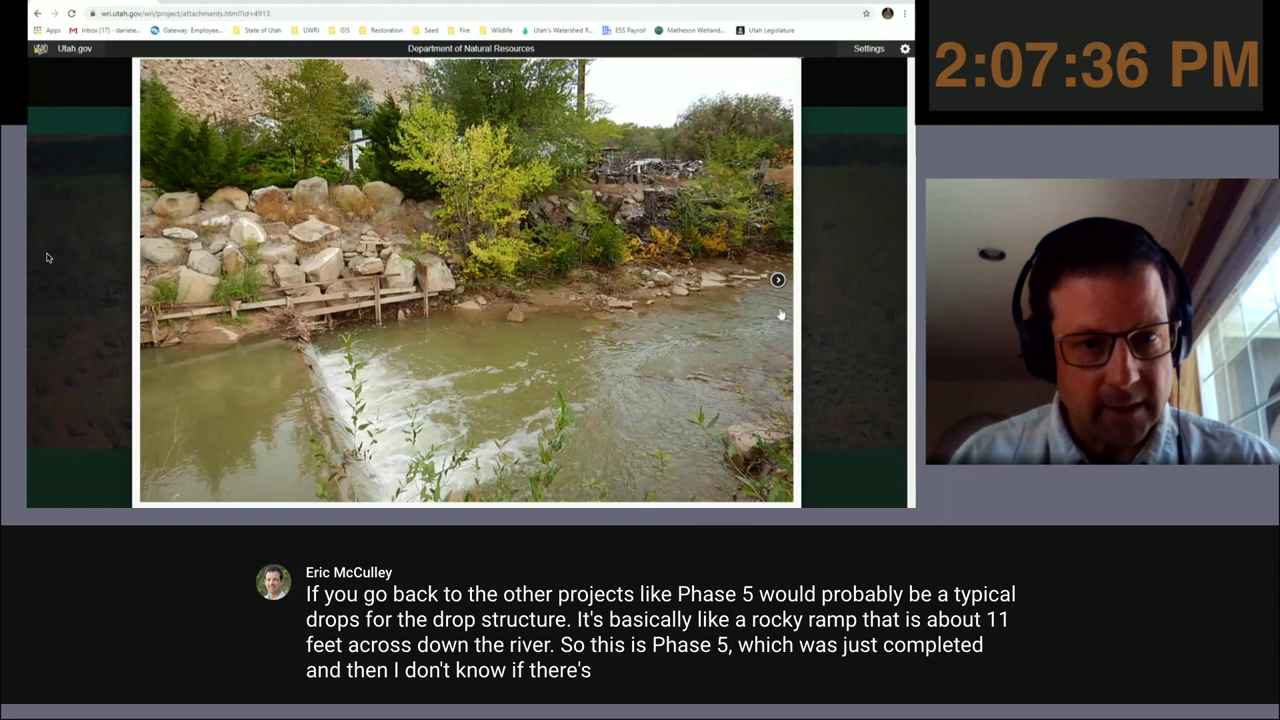 wri.utah.gov/wri/project/attachments.html?id=4913
Apps Inbox (17) - daniele... Gateway Employee... State of Utah UWRI GIS Restoration Seed Fire Wildlife Utah's Watershed R... ESS Payroll Matheson Wetland... Utah Legislature
Utah.gov Department of Natural Resources Settings
2:07:36 PM
Eric McCulley
If you go back to the other projects like Phase 5 would probably be a typical
drops for the drop structure. It's basically like a rocky ramp that is about 11
feet across down the river. So this is Phase 5, which was just completed
and then I don't know if there's